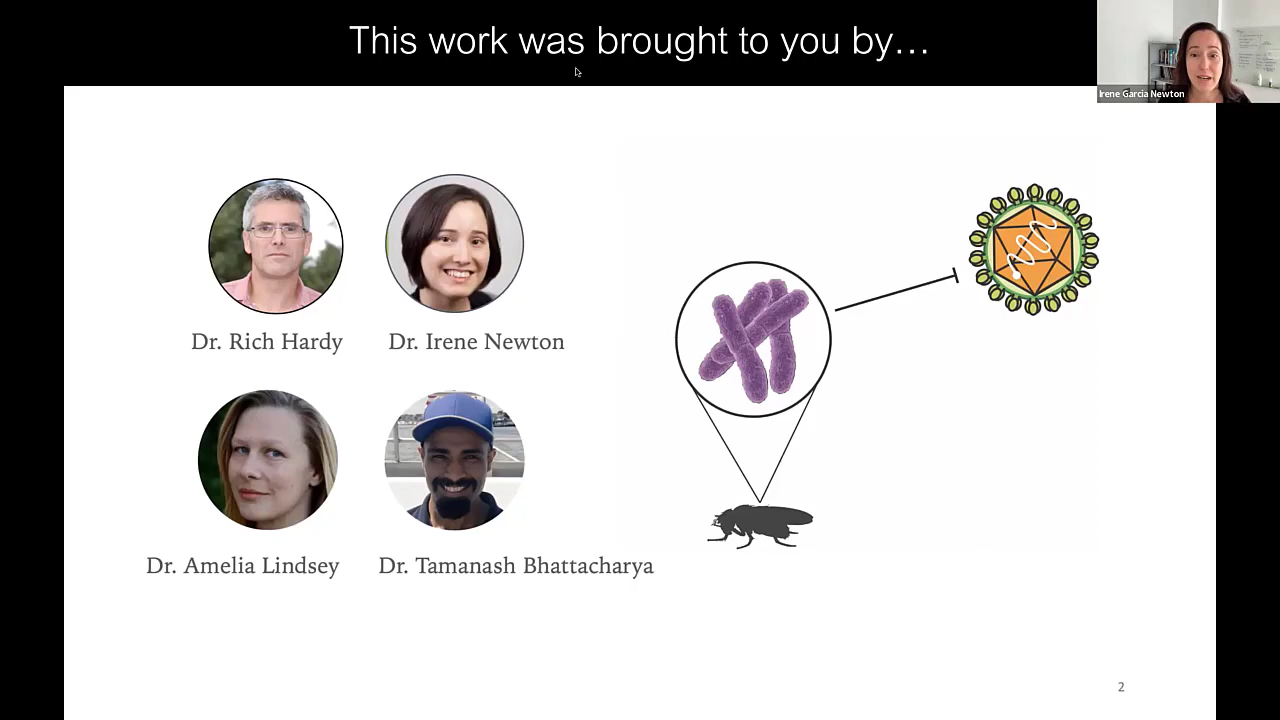 This work was brought to you by...
Irene Garcia Newton
Dr. Rich Hardy
Dr. Irene Newton
Dr. Amelia Lindsey
Dr. Tamanash Bhattacharya
2